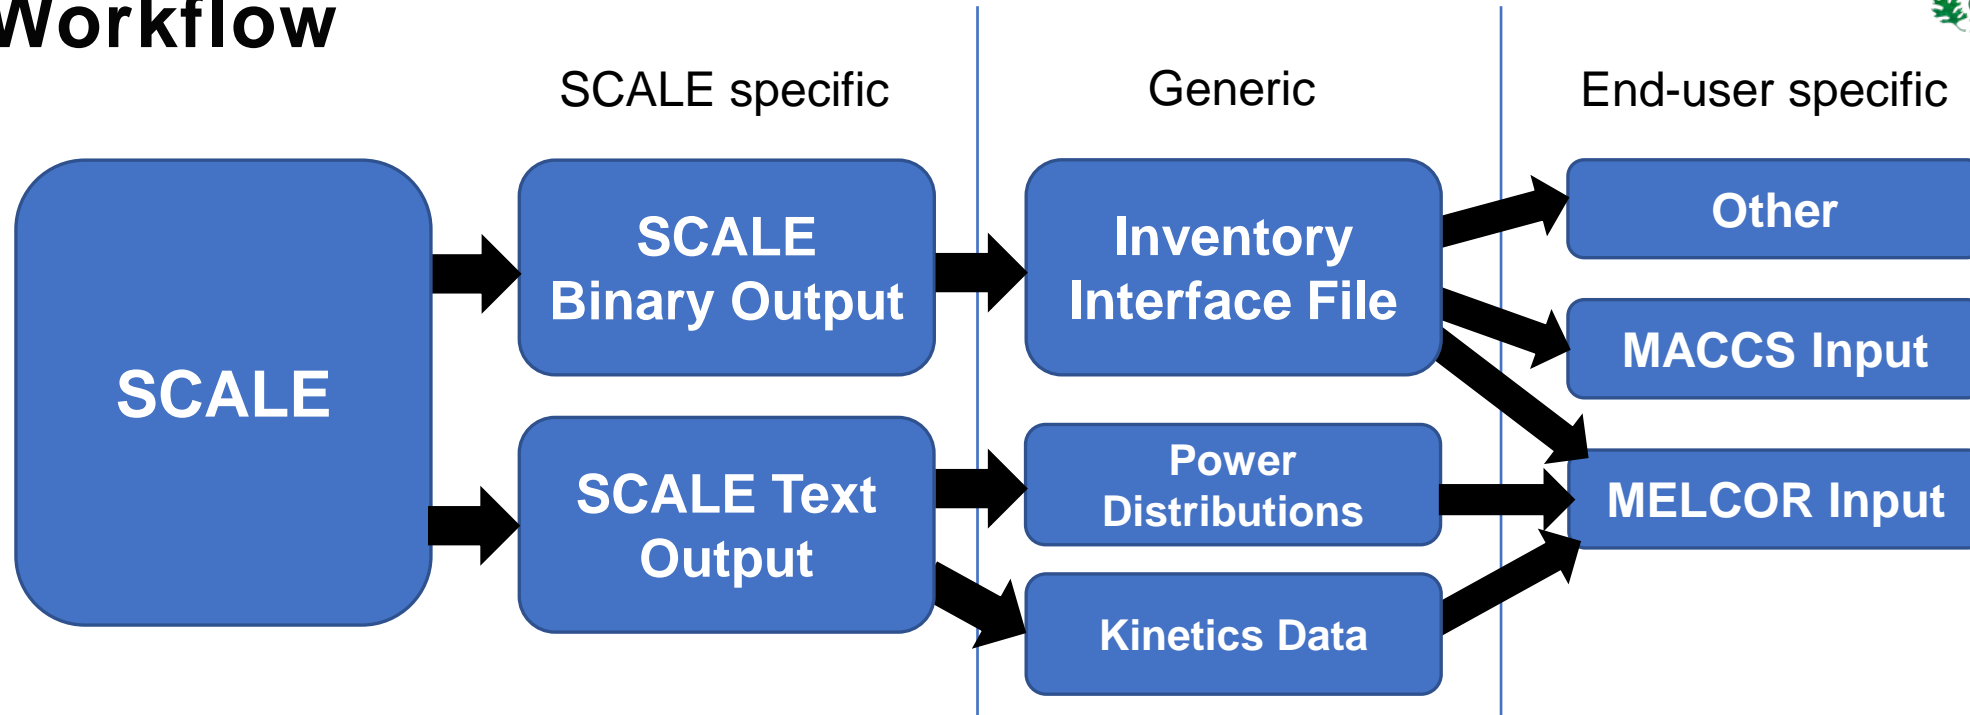 Workflow
SCALE specific
Generic
End-user specific
SCALE
SCALE
Binary Output
SCALE Text
Output
Inventory
Interface File
Power
Distributions
Kinetics Data
Other
MACCS Input
MELCOR Input